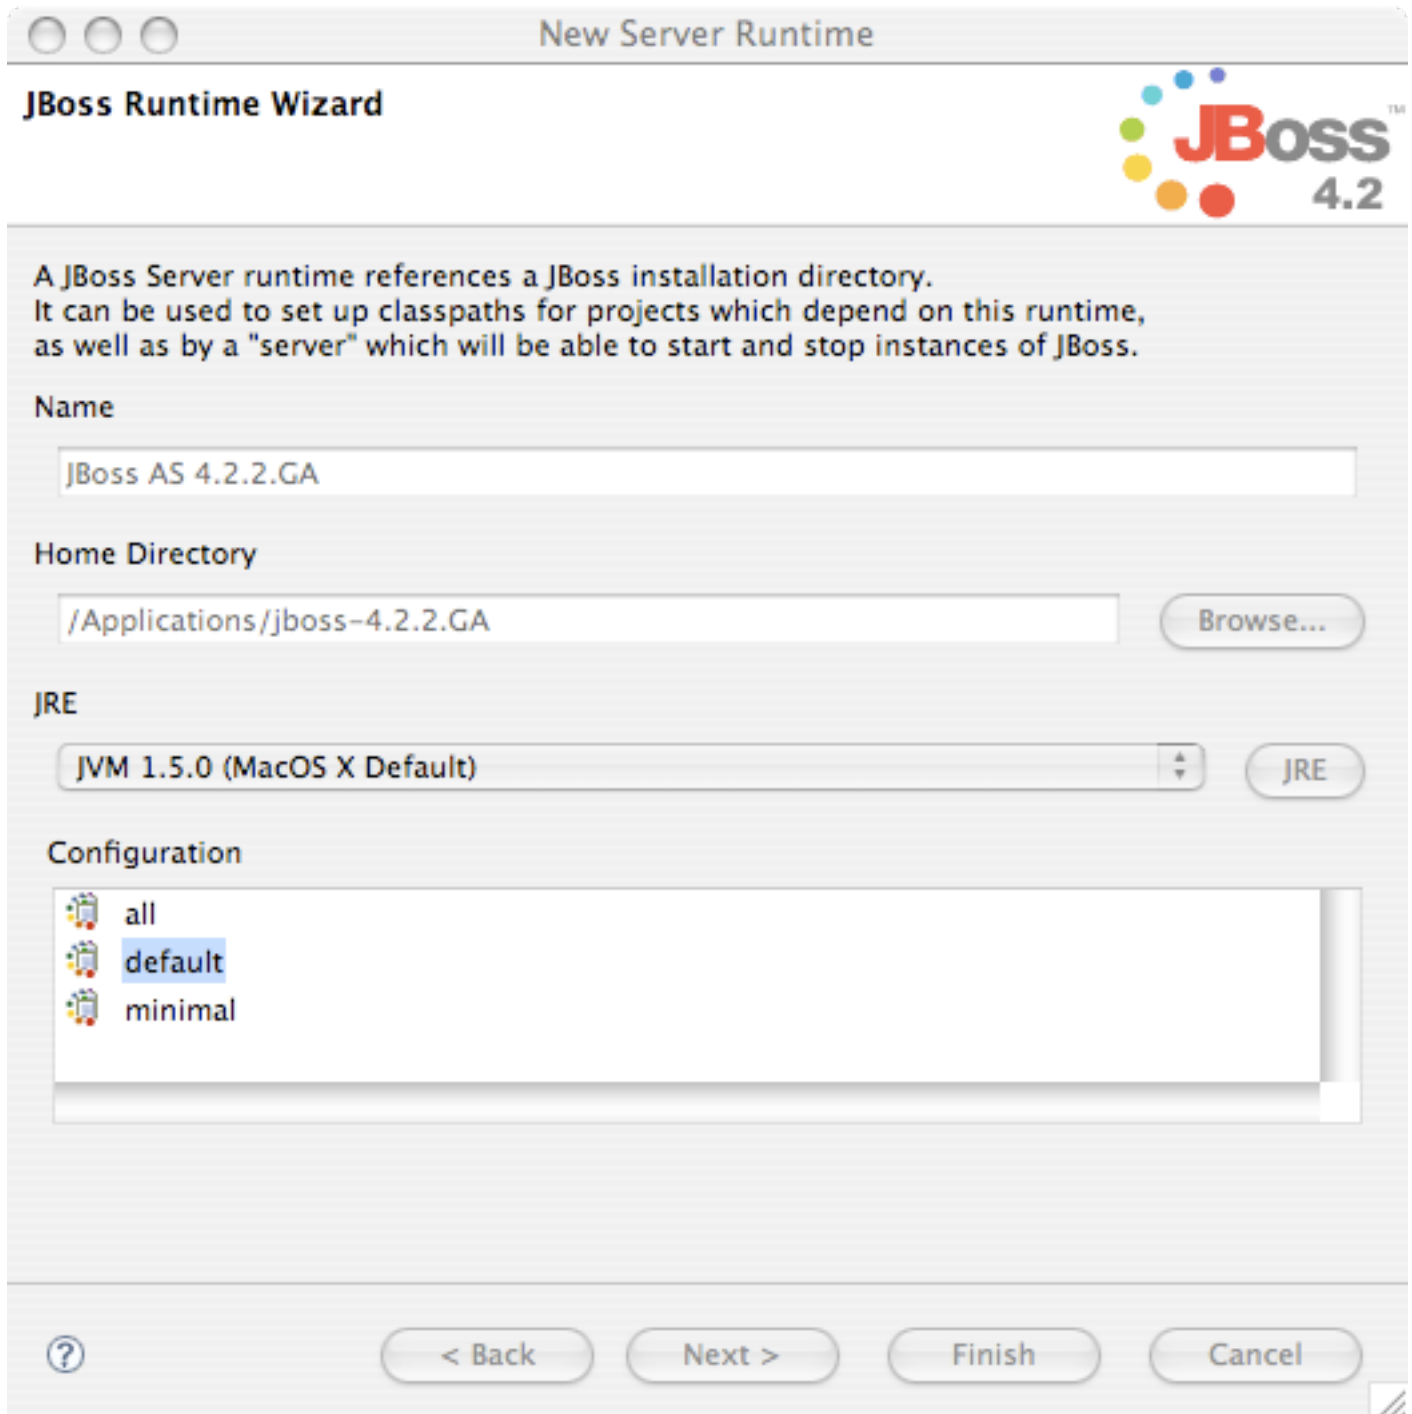 New Server Runtime
JBoss Runtime Wizard
JBoss™
4.2
A JBoss Server runtime references a JBoss installation directory.
It can be used to set up classpaths for projects which depend on this runtime,
as well as by a "server" which will be able to start and stop instances of JBoss.
Name
JBoss AS 4.2.2.GA
Home Directory
/Applications/jboss-4.2.2.GA
Browse...
JRE
JVM 1.5.0 (MacOS X Default)
JRE
Configuration
all
default
minimal
?
< Back
Next >
Finish
Cancel